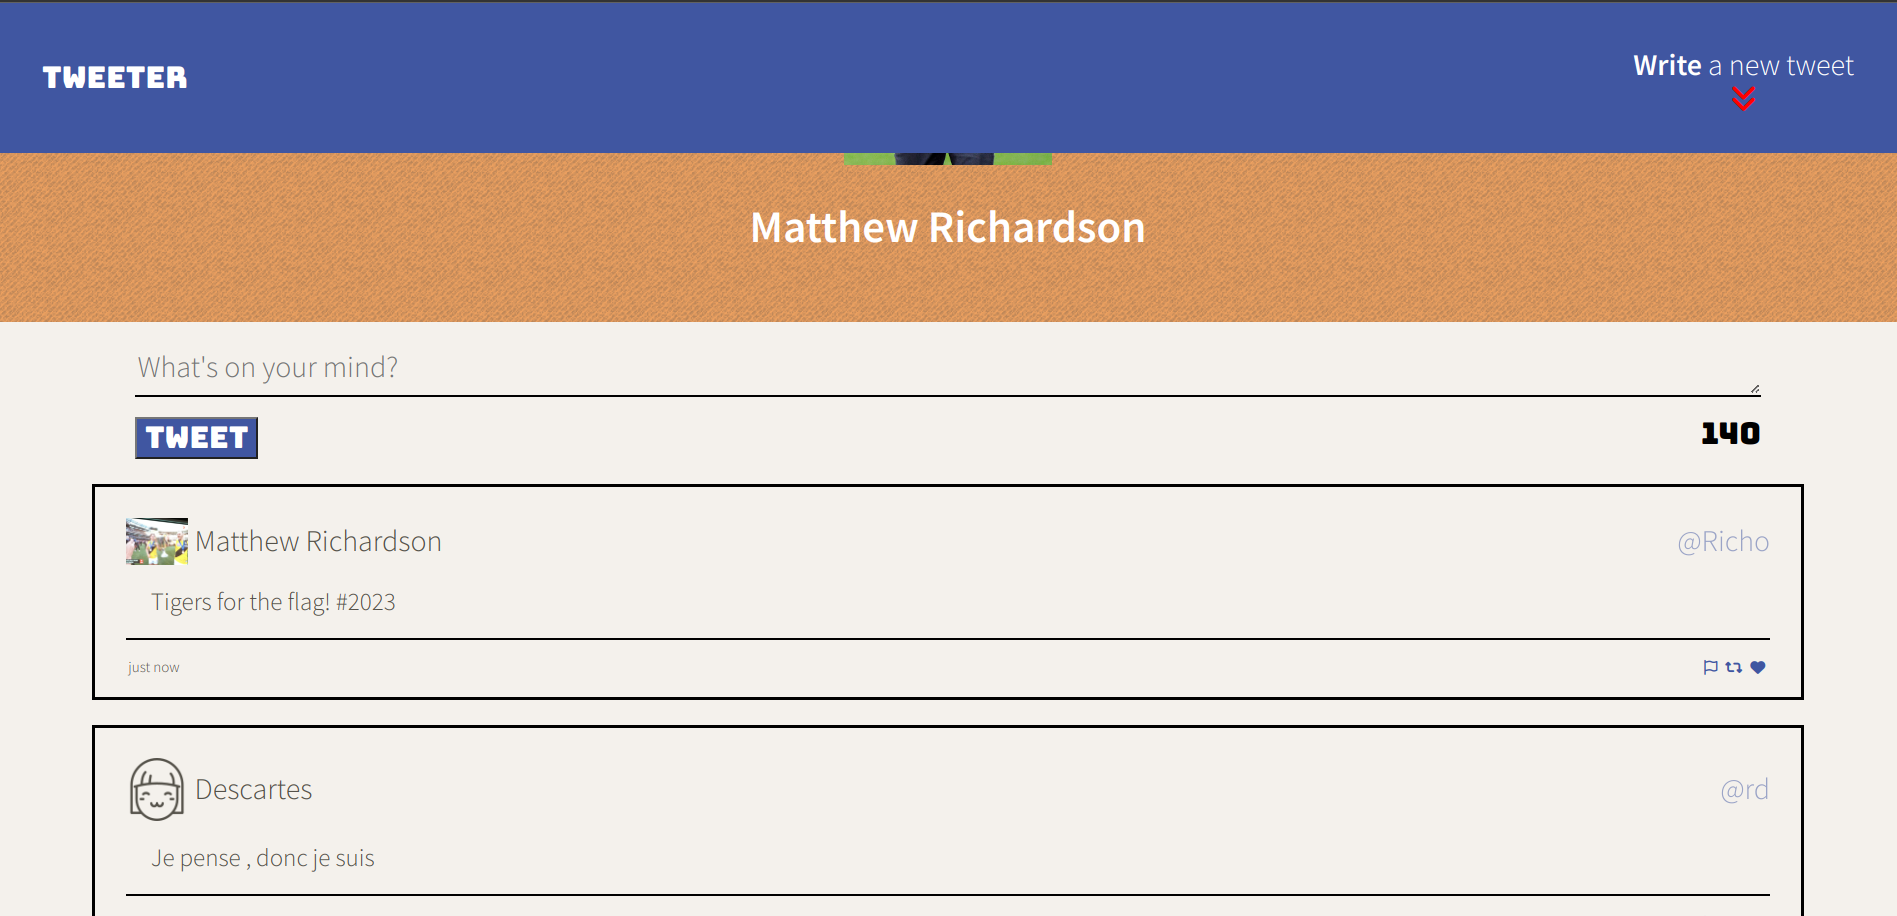 TWEETER
Write a new tweet
Matthew Richardson
What's on your mind?
TWEET
140
Matthew Richardson
@Richo
Tigers for the flag! #2023
just now
Descartes
@rd
Je pense , donc je suis